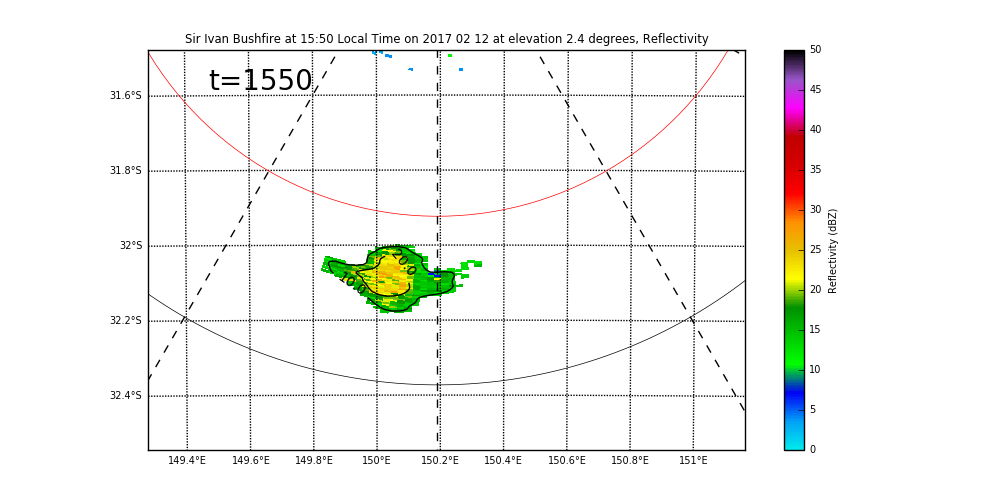 Sir Ivan Bushfire at 15:50 Local Time on 2017 02 12 at elevation 2.4 degrees, Reflectivity
t=1550
31.6°S
31.8°S
32°S
32.2°S
32.4°S
149.4°E 149.6°E 149.8°E 150°E 150.2°E 150.4°E 150.6°E 150.8°E 151°E
50
45
40
35
30
25
20
15
10
5
0
Reflectivity (dBZ)
10.0